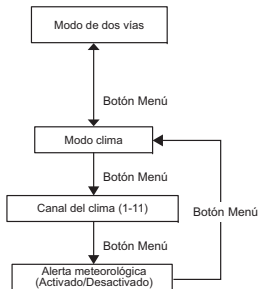 Modo de dos vías
Botón Menú
Modo clima
Botón Menú
Canal del clima (1-11)
Botón Menú
Botón Menú
Alerta meteorológica
(Activado/Desactivado)